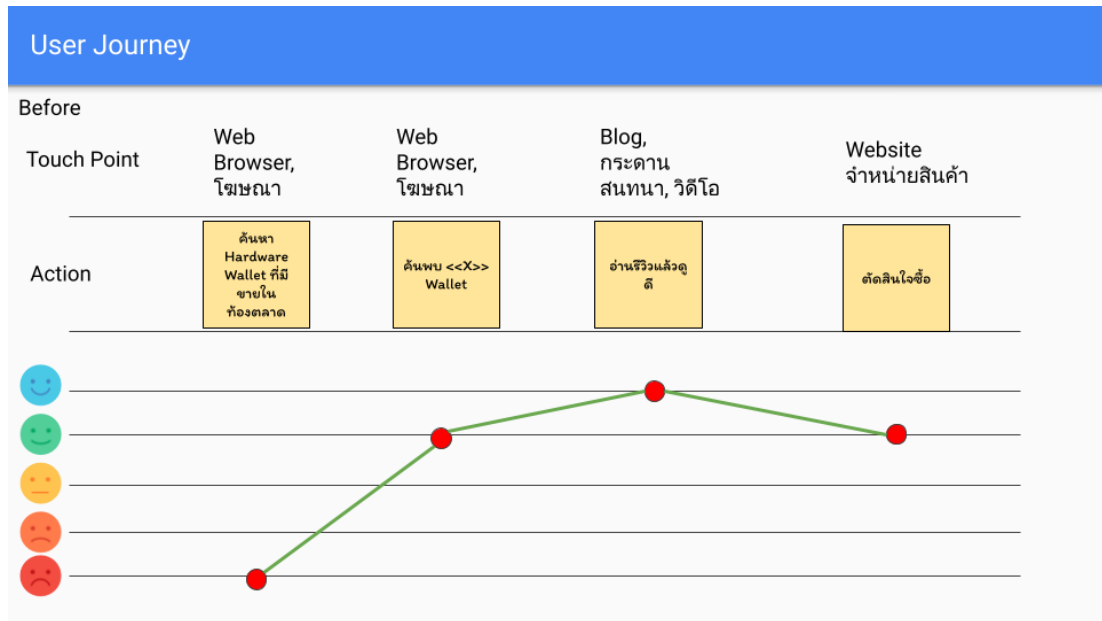 User Journey
Before
Touch Point
Web
Browser,
โฆษณา
Web
Browser,
โฆษณา
Blog,
กระดาน
สนทนา, วิดีโอ
Website
จำหน่ายสินค้า
Action
ค้นหา
Hardware
Wallet ที่มี
ขายใน
ท้องตลาด
ค้นพบ <<X>>
Wallet
อ่านรีวิวแล้วดู
ดี
ตัดสินใจซื้อ